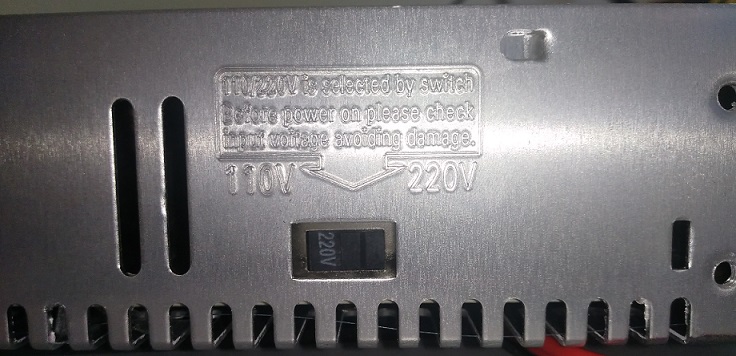 110/220V is selected by switch
Before power on please check
input voltage avoiding damage.
110V 220V
220V